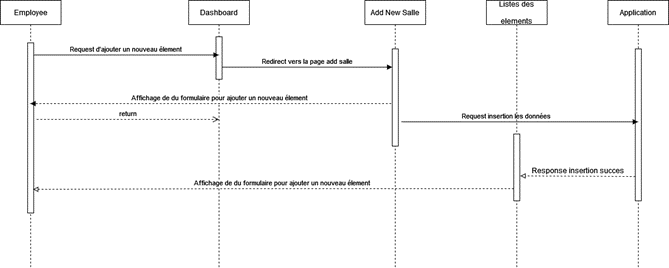 Employee
Dashboard
Add New Salle
Listes des
elements
Application
Request d'ajouter un nouveau élement
Redirect vers la page add salle
Affichage de du formulaire pour ajouter un nouveau élement
return
Request insertion les données
Response insertion succes
Affichage de du formulaire pour ajouter un nouveau élement